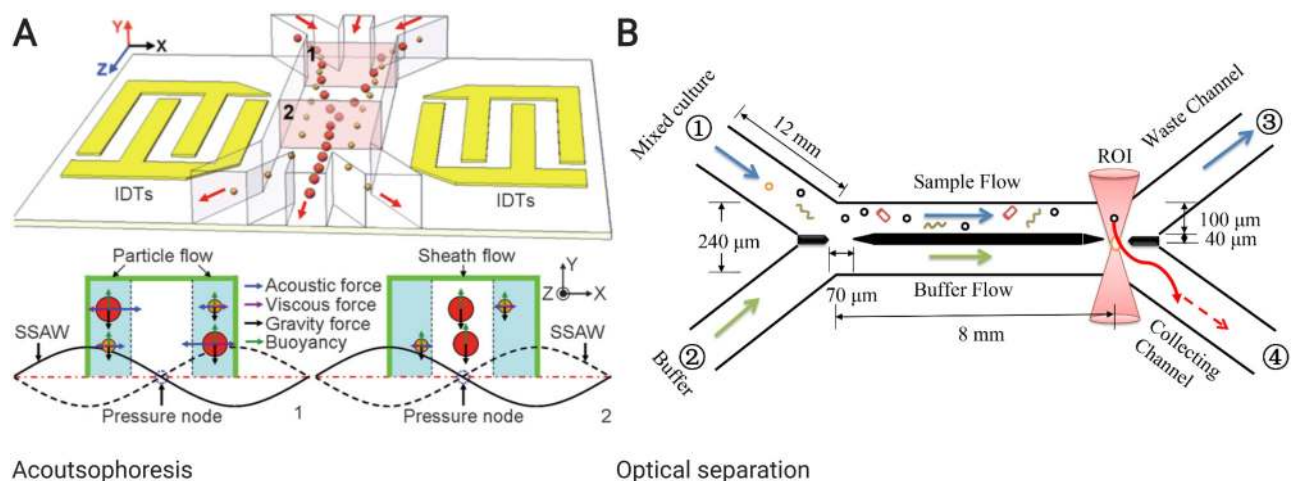 A
Y
X
Z
1
2
IDTs
IDTs
Particle flow
Sheath flow
Y
Z
X
Acoustic force
Viscous force
Gravity force
Buoyancy
SSAW
SSAW
Pressure node
1
Pressure node
2
Acoutsophoresis
B
Mixed culture
①
12 mm
Waste Channel
③
ROI
Sample Flow
240 μm
100 μm
40 μm
70 μm
Buffer Flow
8 mm
②
Buffer
Collecting
Channel
④
Optical separation